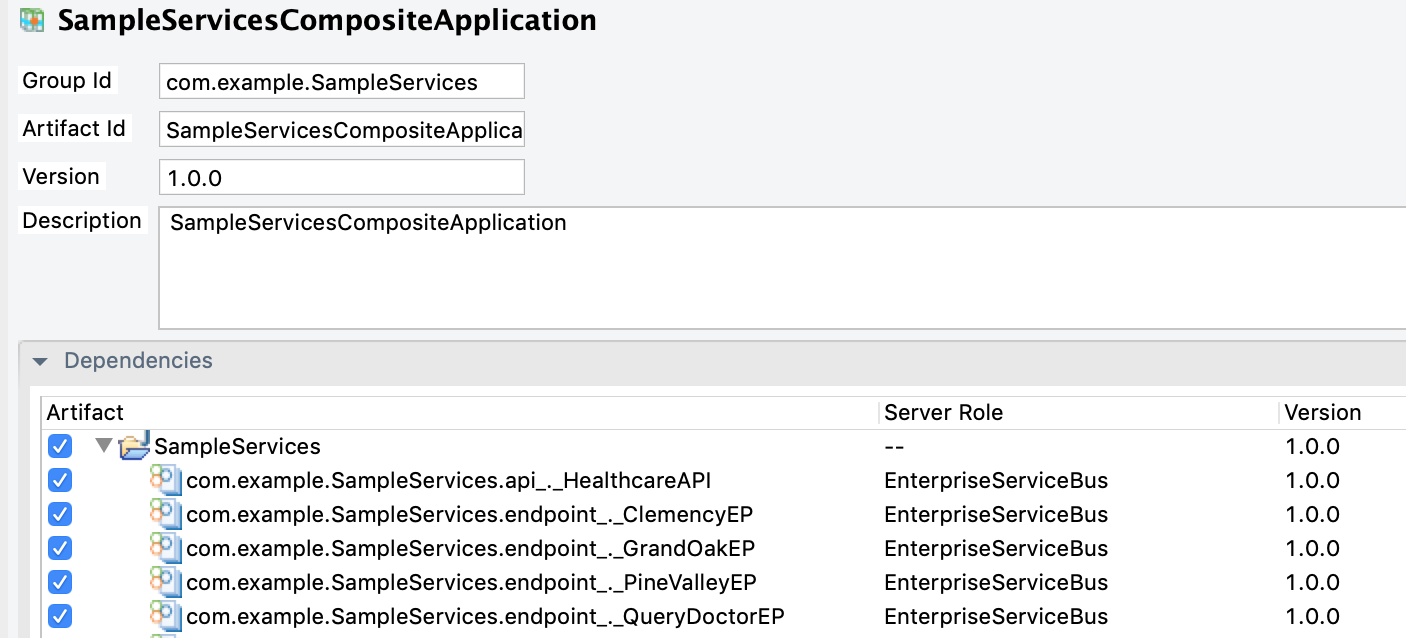 SampleServicesCompositeApplication
Group Id com.example.SampleServices
Artifact Id SampleServicesCompositeApplica
Version 1.0.0
Description SampleServicesCompositeApplication
Dependencies
Artifact Server Role Version
SampleServices -- 1.0.0
com.example.SampleServices.api_._HealthcareAPI EnterpriseServiceBus 1.0.0
com.example.SampleServices.endpoint_._ClemencyEP EnterpriseServiceBus 1.0.0
com.example.SampleServices.endpoint_._GrandOakEP EnterpriseServiceBus 1.0.0
com.example.SampleServices.endpoint_._PineValleyEP EnterpriseServiceBus 1.0.0
com.example.SampleServices.endpoint_._QueryDoctorEP EnterpriseServiceBus 1.0.0